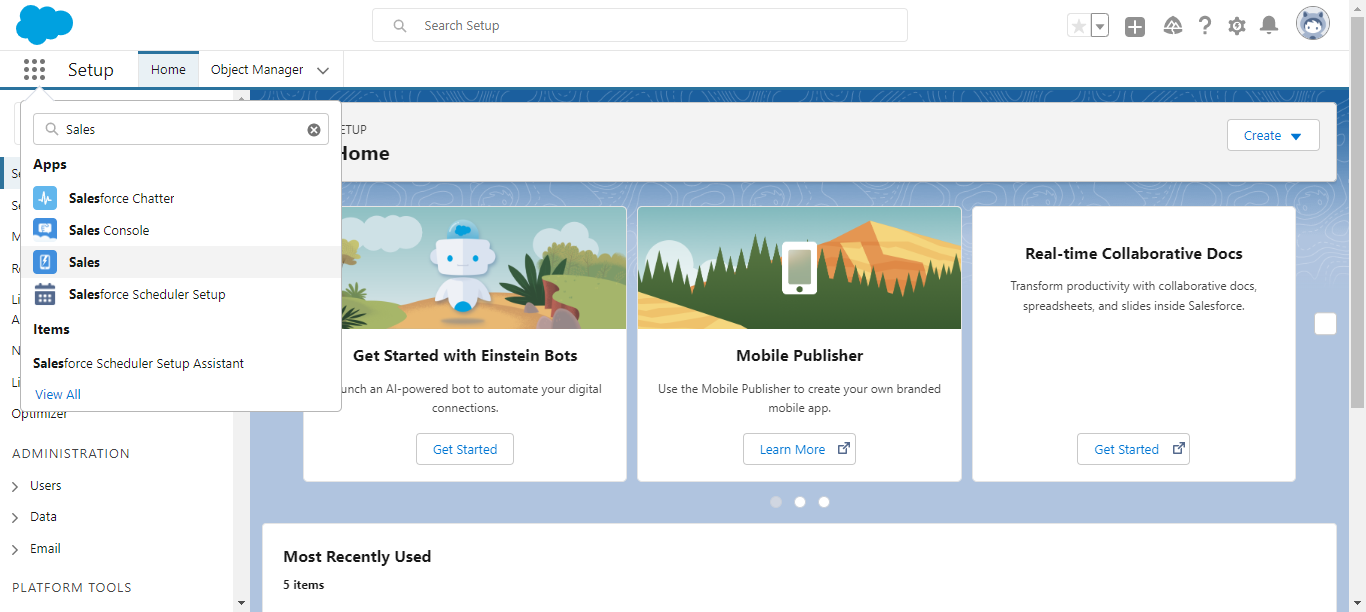 Search Setup
Setup
Home
Object Manager
Sales
Apps
Salesforce Chatter
Sales Console
Sales
Salesforce Scheduler Setup
Items
Salesforce Scheduler Setup Assistant
View All
Optimizer
ADMINISTRATION
Users
Data
Email
PLATFORM TOOLS
Home
Create
Get Started with Einstein Bots
an AI-powered bot to automate your digital
connections.
Get Started
Mobile Publisher
Use the Mobile Publisher to create your own branded
mobile app.
Learn More
Real-time Collaborative Docs
Transform productivity with collaborative docs,
spreadsheets, and slides inside Salesforce.
Get Started
Most Recently Used
5 items